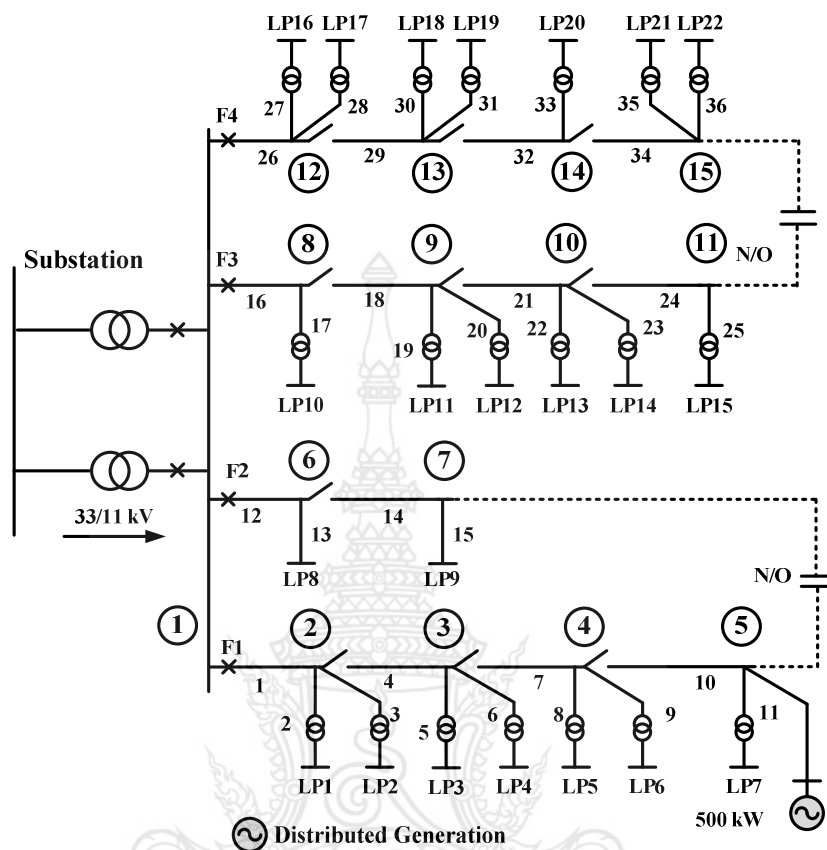 LP16 LP17 LP18 LP19 LP20 LP21 LP22
27 28 30 31 33 35 36
F4
26 29 32 34
12 13 14 15
8 9 10 11
Substation F3 N/O
16 18 21 24
17 19 20 22 23 25
LP10 LP11 LP12 LP13 LP14 LP15
6 7
F2
33/11 kV 12 14
13 15
LP8 LP9
N/O
1 2 3 4 5
F1
1 4 7 10
2 3 5 6 8 9 11
LP1 LP2 LP3 LP4 LP5 LP6 LP7
500 kW
Distributed Generation